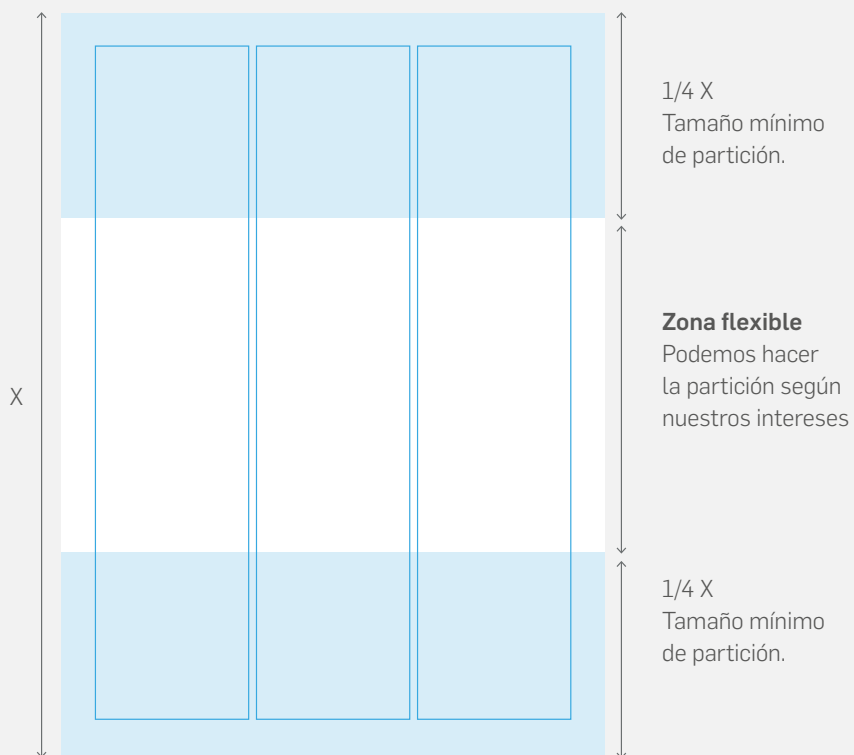 1/4 X
Tamaño mínimo
de partición.
X
Zona flexible
Podemos hacer
la partición según
nuestros intereses
1/4 X
Tamaño mínimo
de partición.